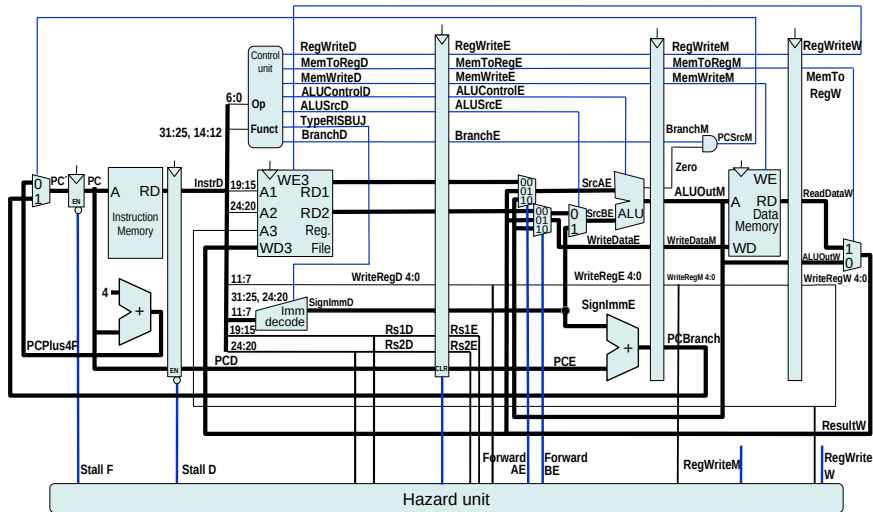 Control
unit
Op
Funct
6:0
31:25, 14:12
RegWriteD
MemToRegD
MemWriteD
ALUControlD
ALUSrcD
TypeRISBUJ
BranchD
RegWriteE
MemToRegE
MemWriteE
ALUControlE
ALUSrcE
BranchE
RegWriteM
MemToRegM
MemWriteM
BranchM
PCSrcM
Zero
RegWriteW
MemTo
RegW
0
1
PC´
PC
EN
A RD
Instruction
Memory
InstrD
19:15
24:20
WE3
A1 RD1
A2 RD2
A3 Reg.
WD3 File
00
01
10
00
01
10
0
1
SrcAE
SrcBE
ALU
ALUOutM
WE
A RD
Data
Memory
WD
ReadDataW
ALUOutW
1
0
WriteDataE
WriteDataM
11:7
WriteRegD 4:0
WriteRegE 4:0
WriteRegM 4:0
WriteRegW 4:0
4
+
PCPlus4F
31:25, 24:20
11:7
Imm
decode
SignImmD
SignImmE
19:15
24:20
Rs1D
Rs2D
Rs1E
Rs2E
+
PCBranch
EN
PCD
CLR
PCE
ResultW
Stall F
Stall D
Forward
AE
Forward
BE
RegWriteM
RegWrite
W
Hazard unit